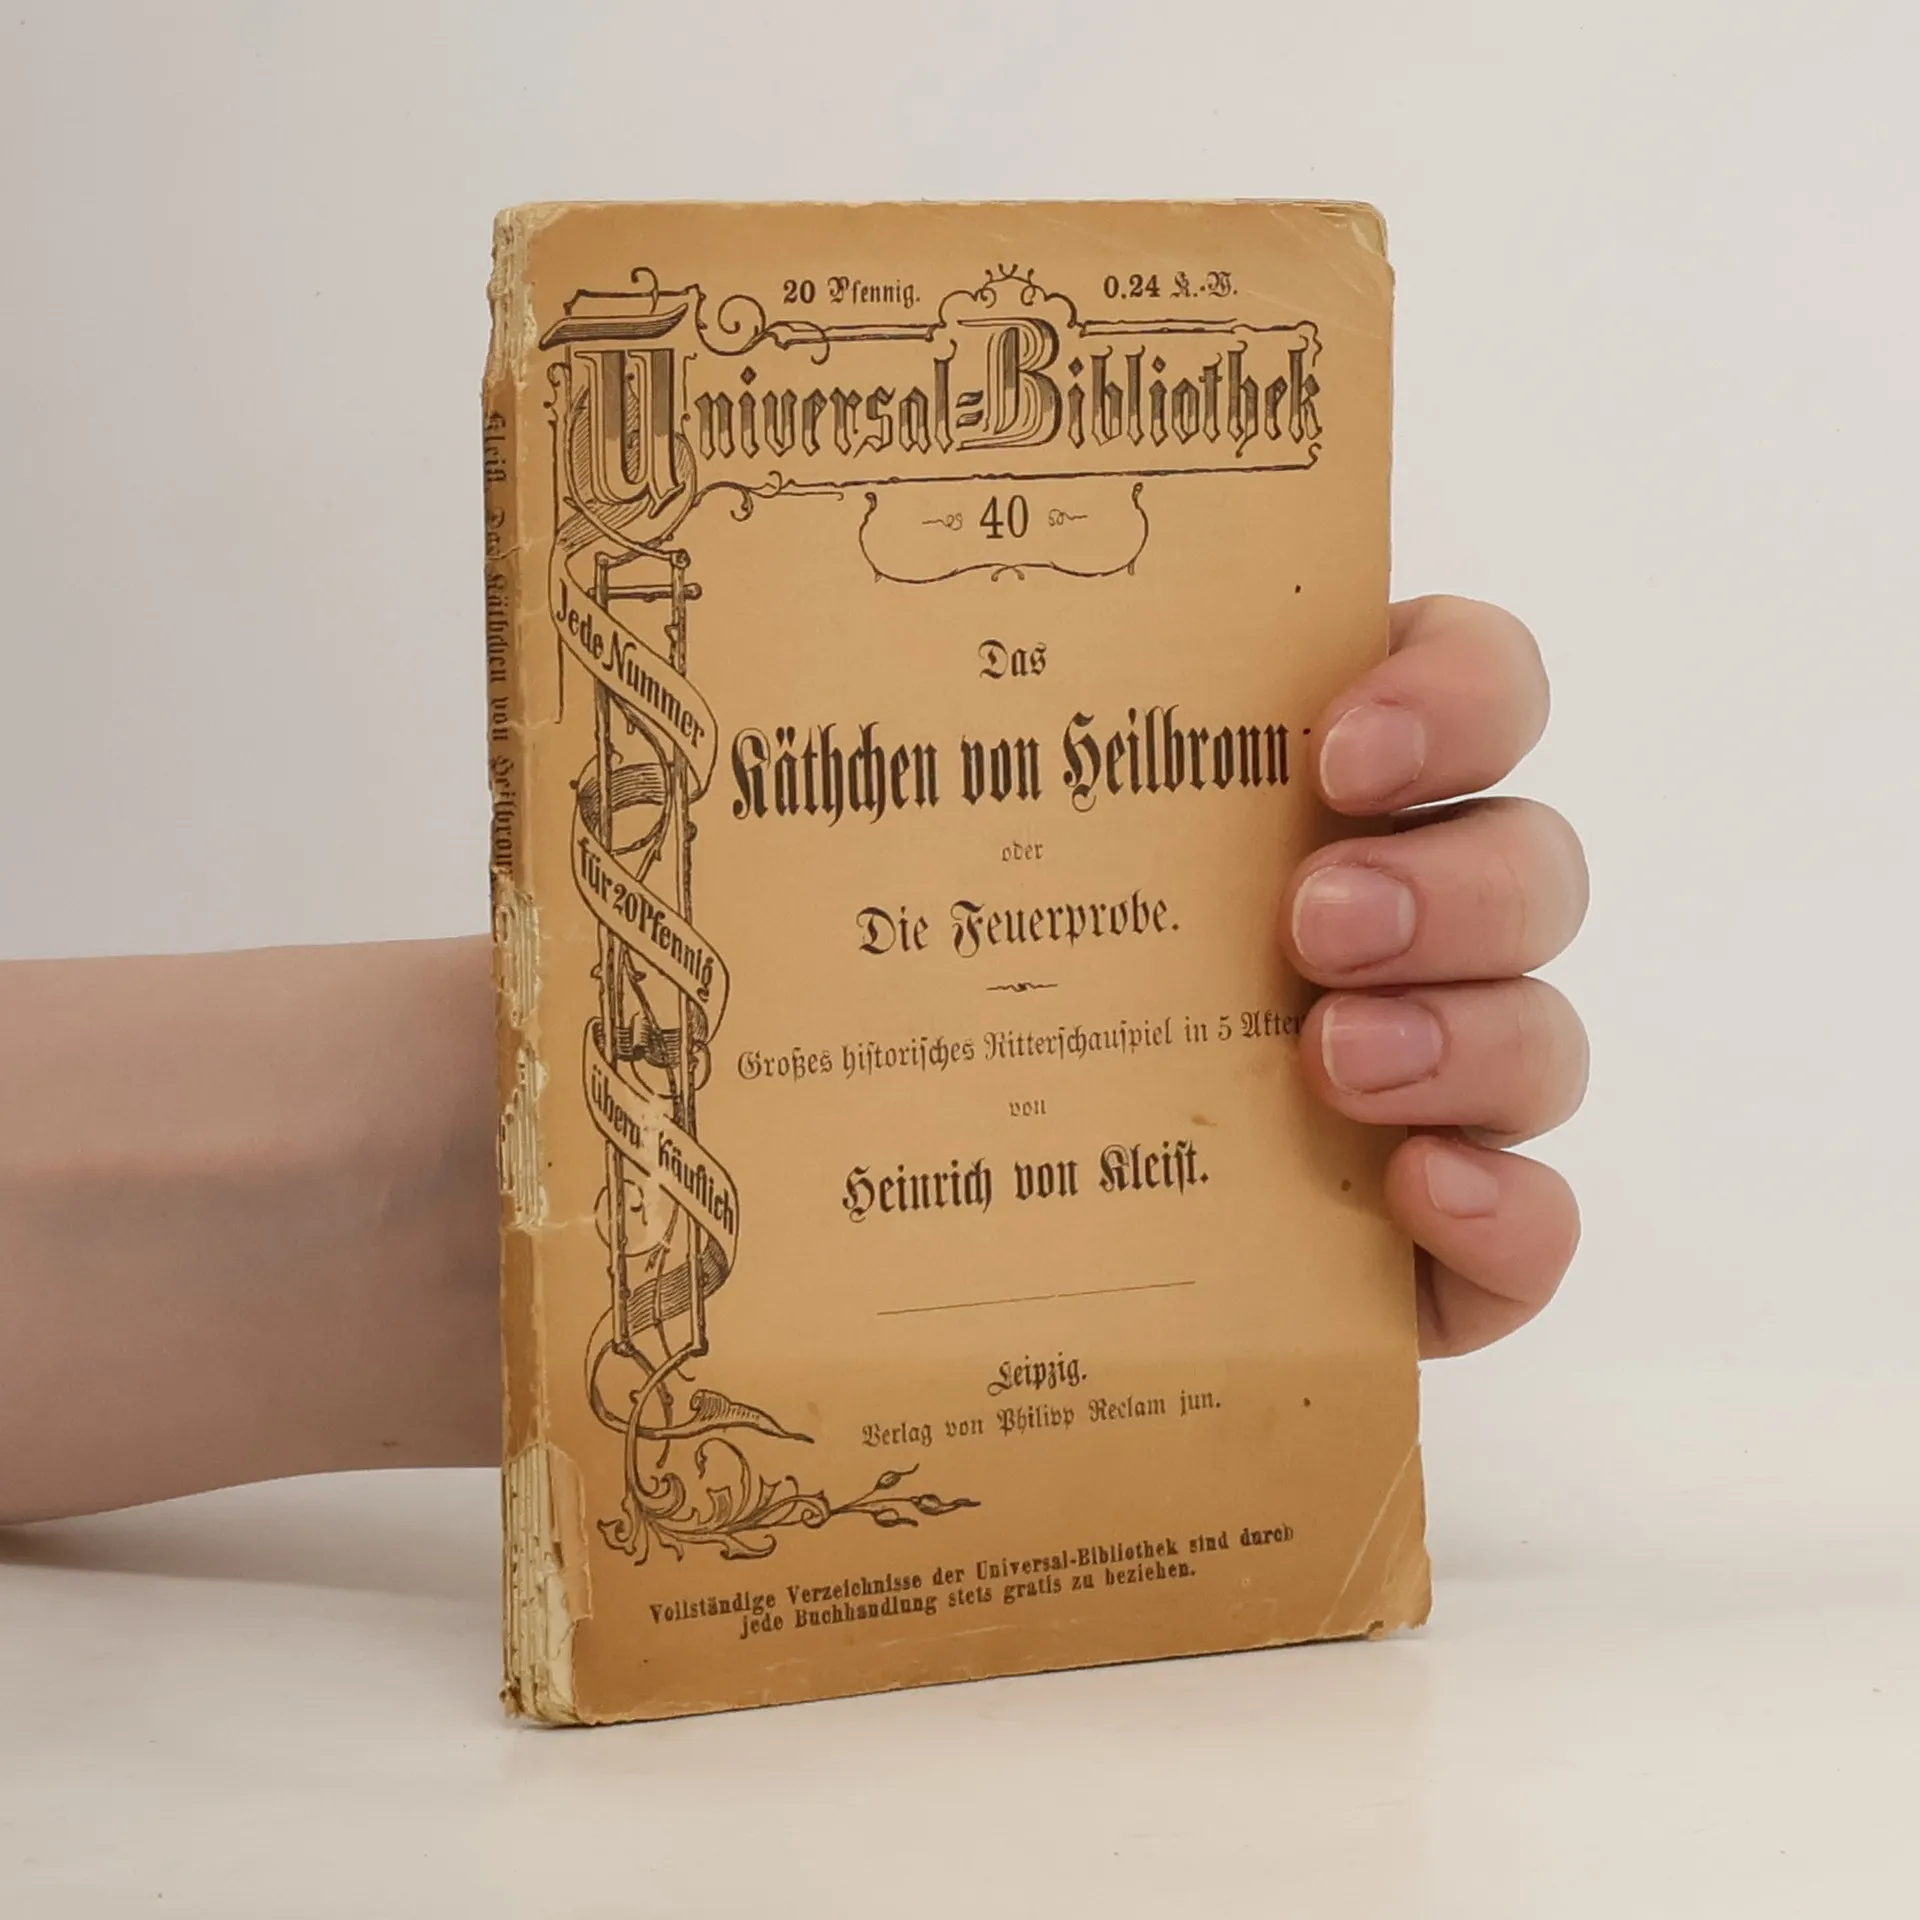 20 Pfennig. 0.24 K.-W.
Universal=Bibliothek
40
Jede Nummer
für 20 Pfennig
überall käuflich
Das
Käthchen von Heilbronn
oder
Die Feuerprobe.
Großes historisches Ritterschauspiel in 5 Akten
von
Heinrich von Kleist.
Leipzig.
Verlag von Philipp Reclam jun.
Vollständige Verzeichnisse der Universal-Bibliothek sind durch
jede Buchhandlung stets gratis zu beziehen.
Kleist, Das Käthchen von Heilbronn